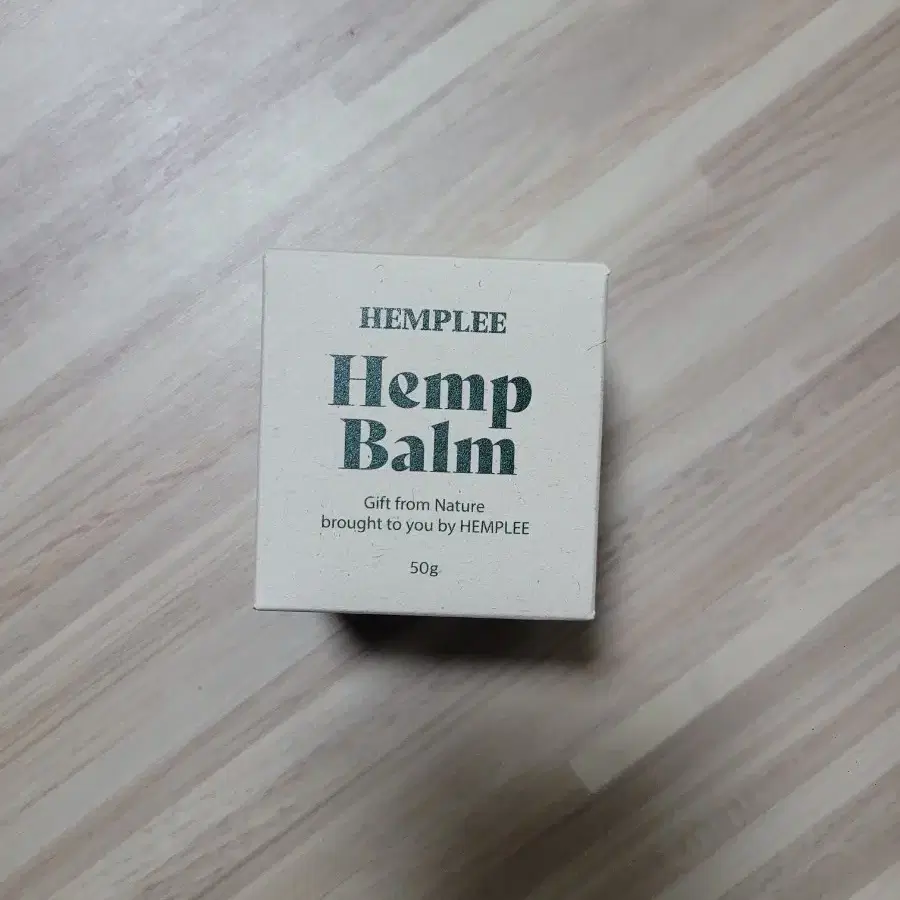 HEMPLEE
Hemp
Balm
Gift from Nature
brought to you by HEMPLEE
50g